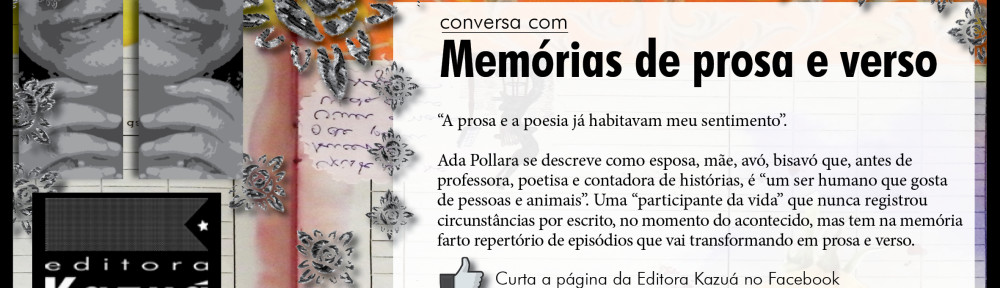 conversa com
Memórias de prosa e verso
“A prosa e a poesia já habitavam meu sentimento”.
Ada Pollara se descreve como esposa, mãe, avó, bisavó que, antes de
professora, poetisa e contadora de histórias, é “um ser humano que gosta
de pessoas e animais”. Uma “participante da vida” que nunca registrou
circunstâncias por escrito, no momento do acontecido, mas tem na memória
farto repertório de episódios que vai transformando em prosa e verso.
Curta a página da Editora Kazuá no Facebook
editora
Kazuá